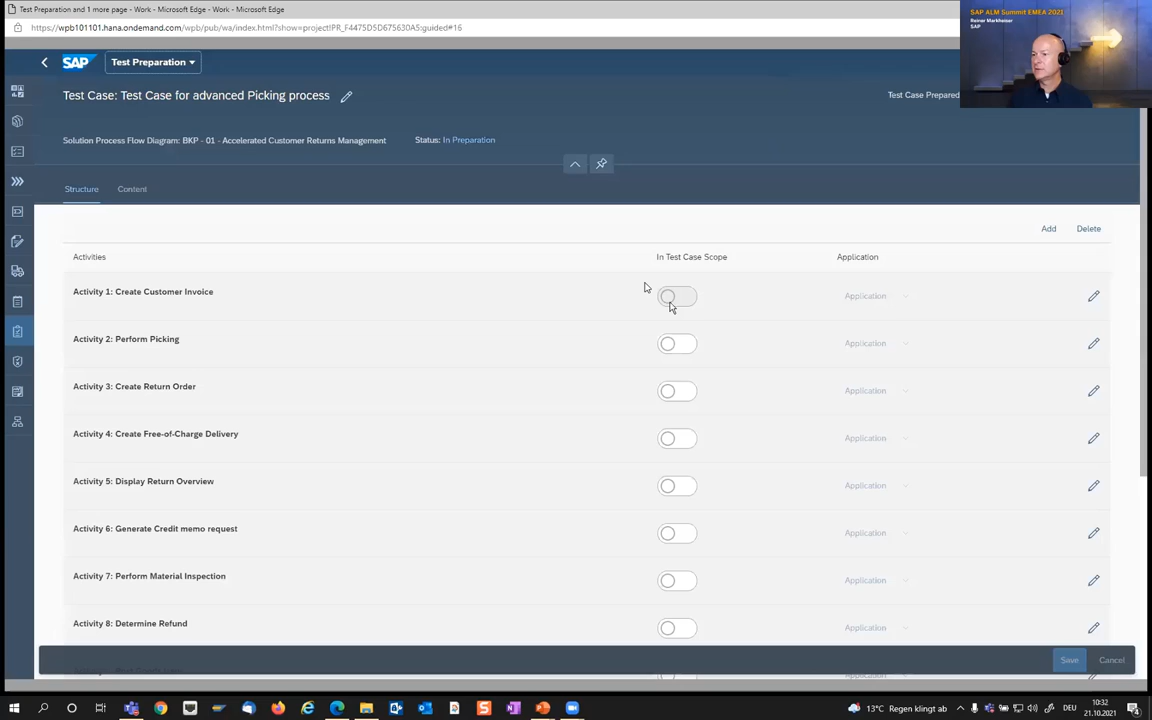 Test Preparation and 1 more page - Work - Microsoft Edge - Work - Microsoft Edge
https://wpb101101.hana.ondemand.com/wpb/pub/wa/index.html?show=project!PR_F4475D5D675630A5:guided#16
SAP ALM Summit EMEA 2021
Reiner Markheiser
SAP
SAP
Test Preparation
Test Case: Test Case for advanced Picking process
Test Case Prepared
Solution Process Flow Diagram: BKP - 01 - Accelerated Customer Returns Management
Status: In Preparation
Structure
Content
Add
Delete
Activities
In Test Case Scope
Application
Activity 1: Create Customer Invoice
Application
Activity 2: Perform Picking
Application
Activity 3: Create Return Order
Application
Activity 4: Create Free-of-Charge Delivery
Application
Activity 5: Display Return Overview
Application
Activity 6: Generate Credit memo request
Application
Activity 7: Perform Material Inspection
Application
Activity 8: Determine Refund
Application
Save
Cancel
13°C Regen klingt ab
DEU
10:32
21.10.2021
4